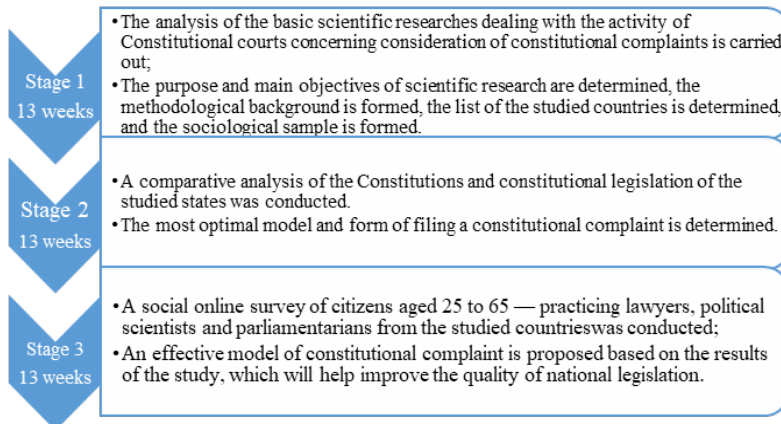 Stage 1
13 weeks
•The analysis of the basic scientific researches dealing with the activity of
Constitutional courts concerning consideration of constitutional complaints is carried
out;
•The purpose and main objectives of scientific research are determined, the
methodological background is formed, the list of the studied countries is determined,
and the sociological sample is formed.
Stage 2
13 weeks
•A comparative analysis of the Constitutions and constitutional legislation of the
studied states was conducted.
•The most optimal model and form of filing a constitutional complaint is determined.
Stage 3
13 weeks
•A social online survey of citizens aged 25 to 65 — practicing lawyers, political
scientists and parliamentarians from the studied countrieswas conducted;
•An effective model of constitutional complaint is proposed based on the results
of the study, which will help improve the quality of national legislation.